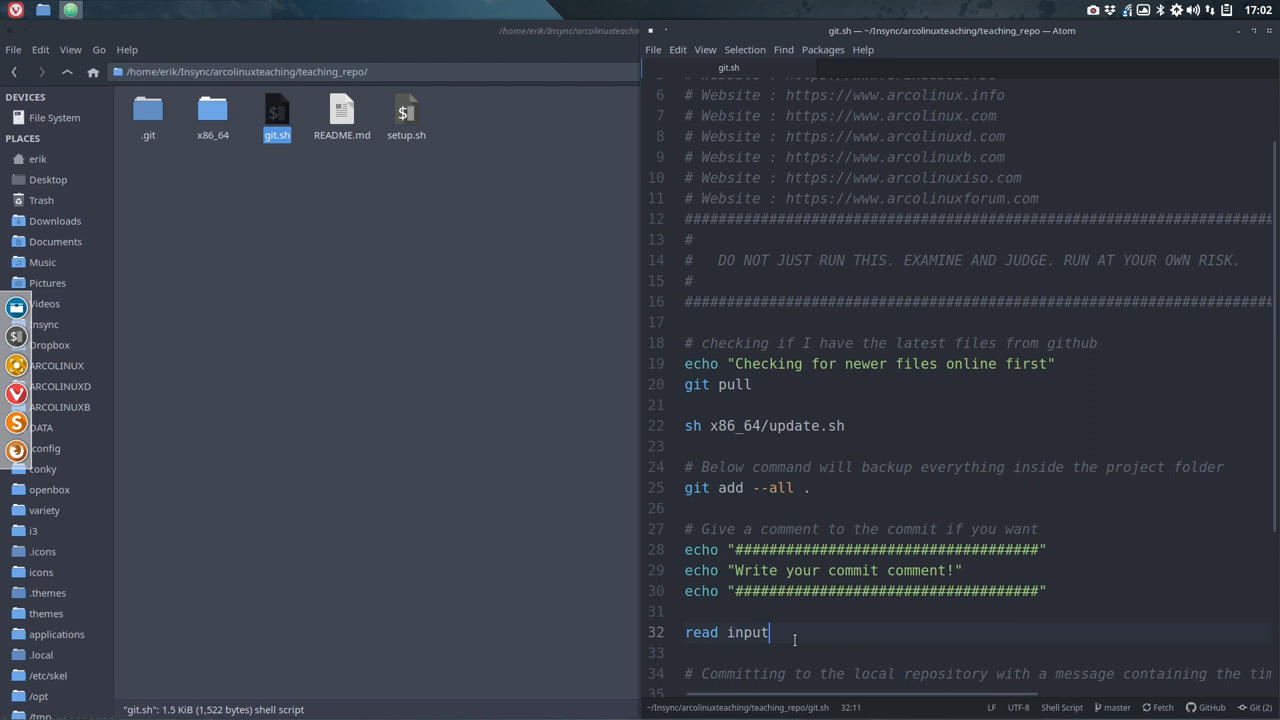 17:02
/home/erik/Insync/arcolinuxteachin
File Edit View Go Help
/home/erik/Insync/arcolinuxteaching/teaching_repo/
DEVICES
File System
PLACES
erik
Desktop
Trash
Downloads
Documents
Music
Pictures
Videos
Insync
Dropbox
ARCOLINUX
ARCOLINUXD
ARCOLINUXB
DATA
config
conky
openbox
variety
i3
.icons
icons
.themes
themes
applications
.local
/etc/skel
/opt
/tmp
.git
x86_64
git.sh
README.md
setup.sh
"git.sh": 1.5 KiB (1,522 bytes) shell script
git.sh — ~/Insync/arcolinuxteaching/teaching_repo — Atom
File Edit View Selection Find Packages Help
git.sh
6 # Website : https://www.arcolinux.info
7 # Website : https://www.arcolinux.com
8 # Website : https://www.arcolinuxd.com
9 # Website : https://www.arcolinuxb.com
10 # Website : https://www.arcolinuxiso.com
11 # Website : https://www.arcolinuxforum.com
12 ######################################################################
13 #
14 #   DO NOT JUST RUN THIS. EXAMINE AND JUDGE. RUN AT YOUR OWN RISK.
15 #
16 ######################################################################
17
18 # checking if I have the latest files from github
19 echo "Checking for newer files online first"
20 git pull
21
22 sh x86_64/update.sh
23
24 # Below command will backup everything inside the project folder
25 git add --all .
26
27 # Give a comment to the commit if you want
28 echo "####################################"
29 echo "Write your commit comment!"
30 echo "####################################"
31
32 read input
33
34 # Committing to the local repository with a message containing the tim
35
~/Insync/arcolinuxteaching/teaching_repo/git.sh 32:11 LF UTF-8 Shell Script master Fetch GitHub Git (2)